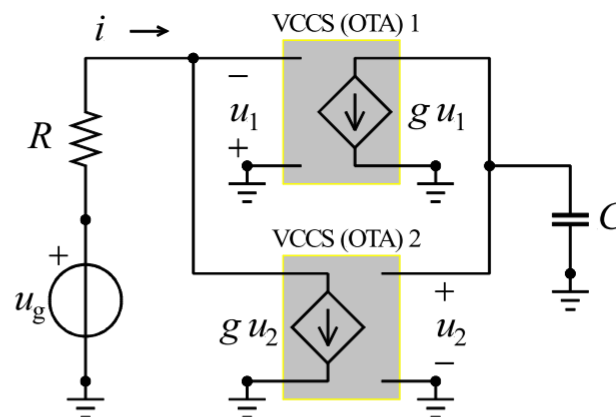 VCCS (OTA) 1
i
−
u1
+
g u1
R
C
VCCS (OTA) 2
+
ug
g u2
+
u2
−